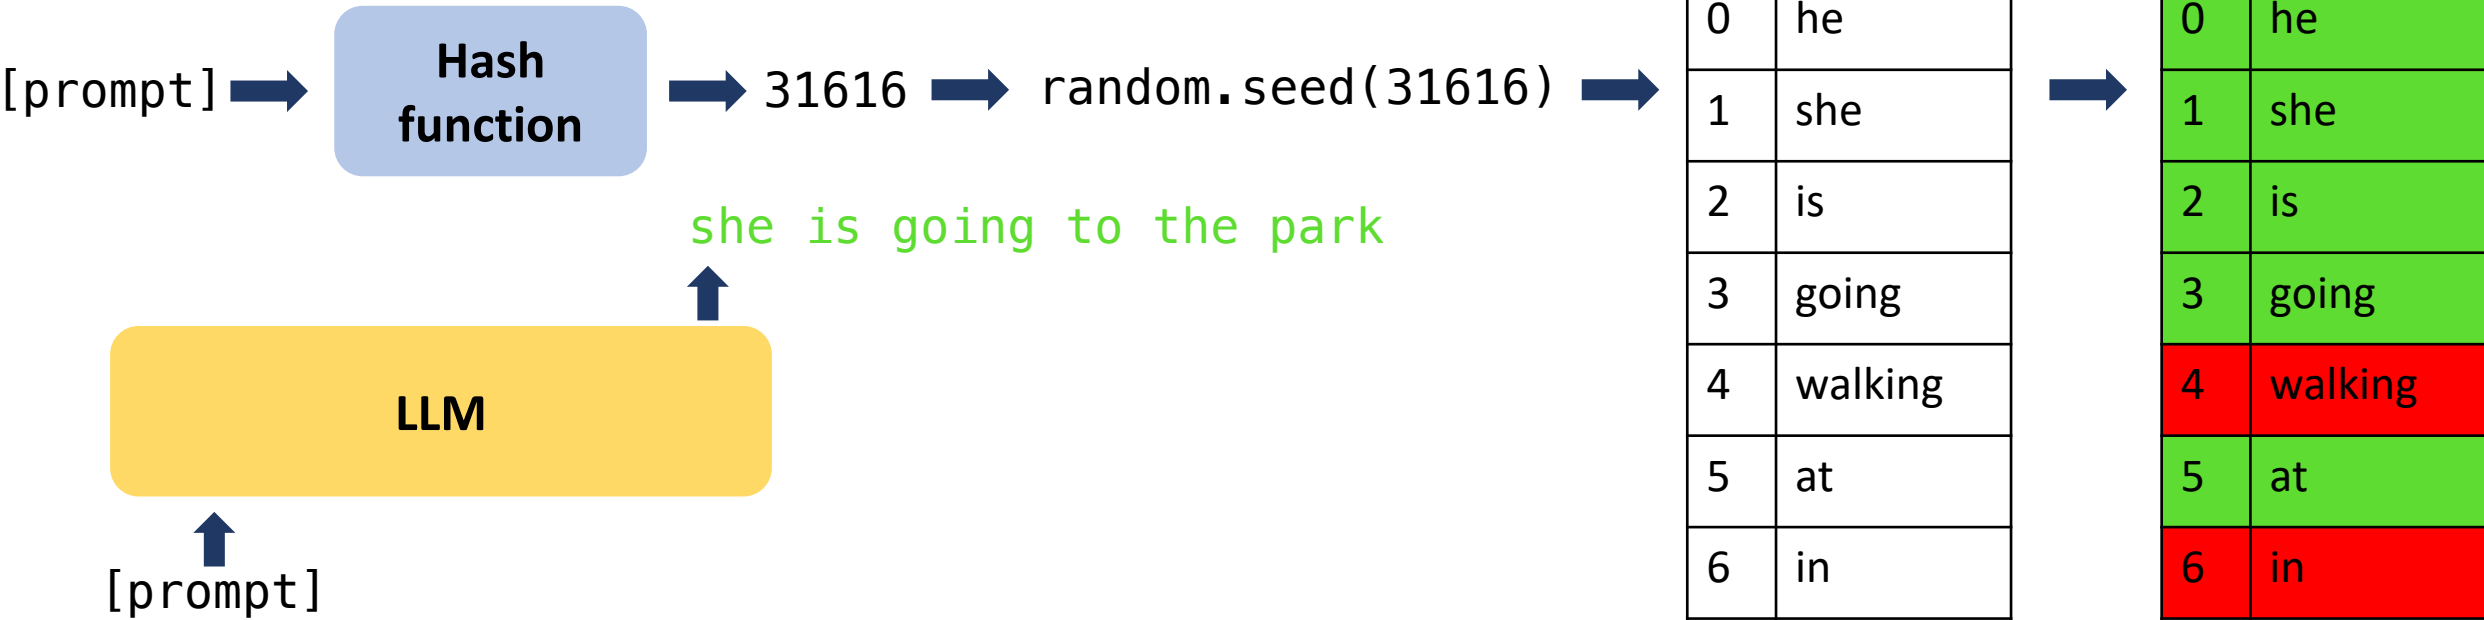 [prompt]
Hash
function
31616
random.seed(31616)
0 he
1 she
2 is
3 going
4 walking
5 at
6 in
0 he
1 she
2 is
3 going
4 walking
5 at
6 in
she is going to the park
LLM
[prompt]